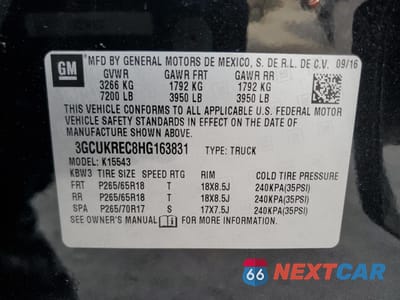 GM
MFD BY GENERAL MOTORS DE MEXICO, S. DE R.L. DE C.V. 09/16
GVWR GAWR FRT GAWR RR
3266 KG 1792 KG 1792 KG
7200 LB 3950 LB 3950 LB
THIS VEHICLE CONFORMS TO ALL APPLICABLE U.S. FEDERAL MOTOR
VEHICLE SAFETY STANDARDS IN EFFECT ON THE DATE OF
MANUFACTURE SHOWN ABOVE.
3GCUKREC8HG163831 TYPE: TRUCK
MODEL: K15543
KBW3 TIRE SIZE SPEED RTG RIM COLD TIRE PRESSURE
FRT P265/65R18 T 18X8.5J 240KPA(35PSI)
RR P265/65R18 T 18X8.5J 240KPA(35PSI)
SPA P265/70R17 S 17X7.5J 240KPA(35PSI)
SEE OWNER'S MANUAL FOR MORE INFORMATION.
66 NEXTCAR